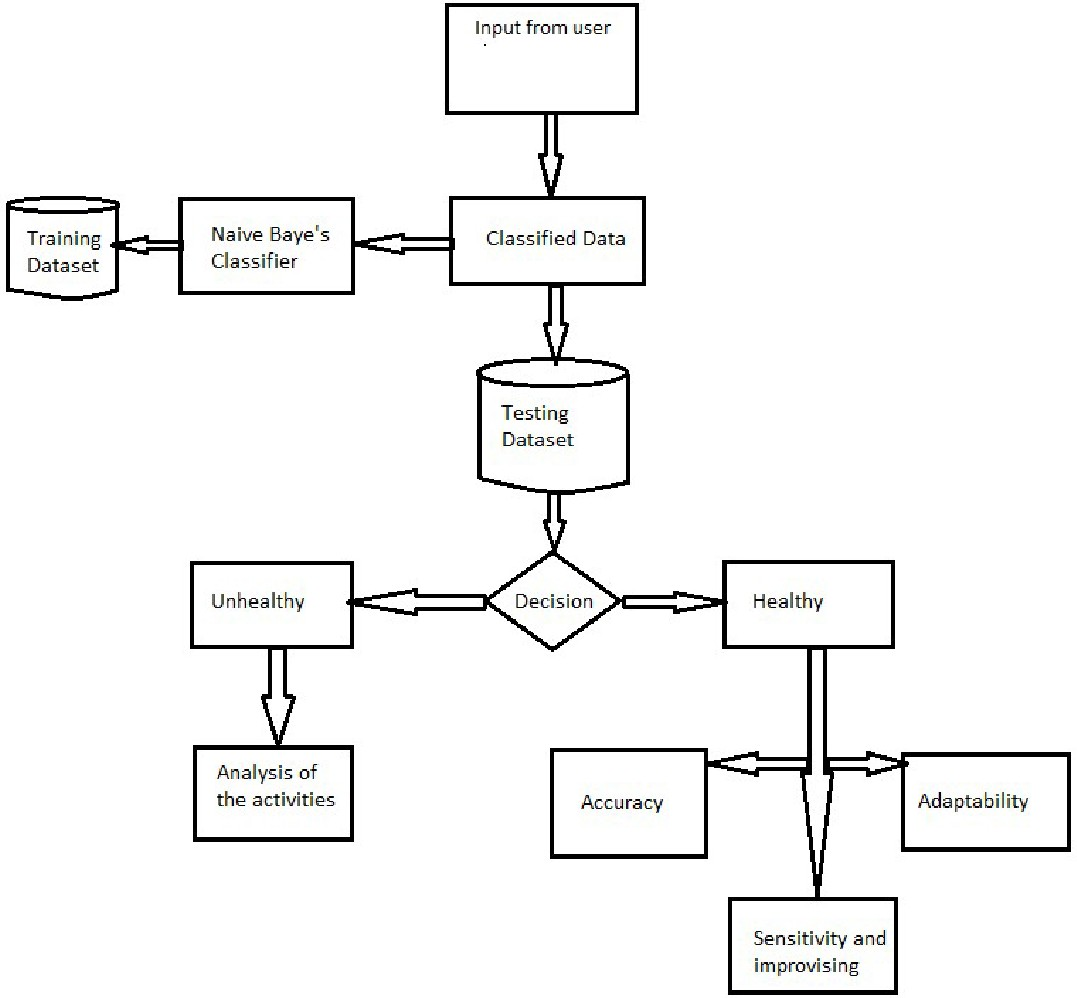 Input from user
Training
Dataset
Naive Baye's
Classifier
Classified Data
Testing
Dataset
Unhealthy
Decision
Healthy
Analysis of
the activities
Accuracy
Adaptability
Sensitivity and
improvising